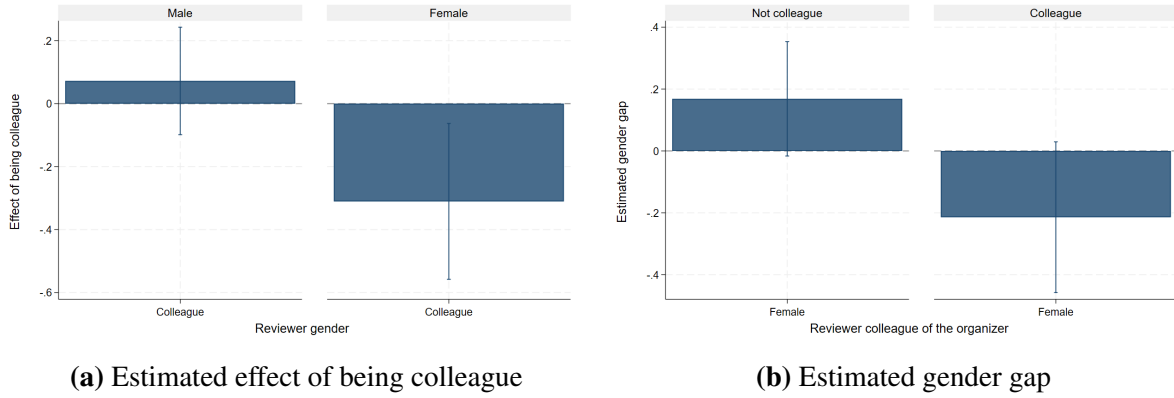 Male
Female
Effect of being colleague
.2
0
-.2
-.4
-.6
Colleague
Colleague
Reviewer gender
(a) Estimated effect of being colleague
Not colleague
Colleague
Estimated gender gap
.4
.2
0
-.2
-.4
Female
Female
Reviewer colleague of the organizer
(b) Estimated gender gap